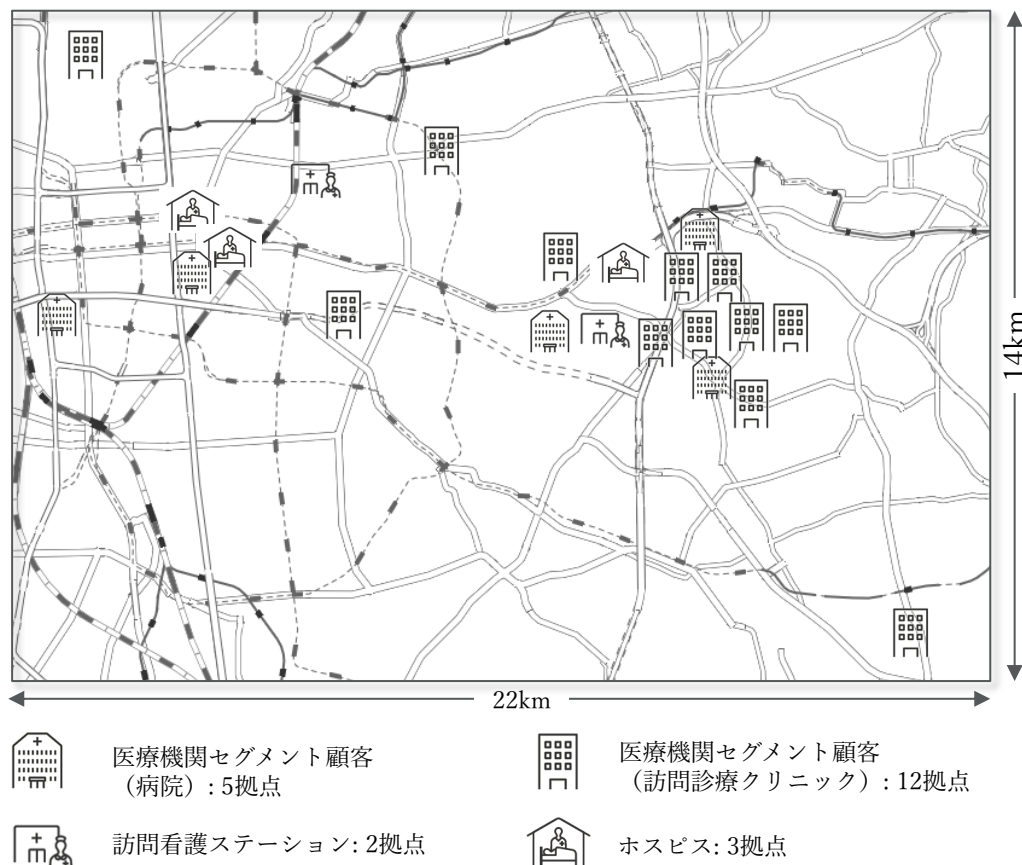 14km
22km
医療機関セグメント顧客
（病院）: 5拠点
医療機関セグメント顧客
（訪問診療クリニック）: 12拠点
訪問看護ステーション: 2拠点
ホスピス: 3拠点